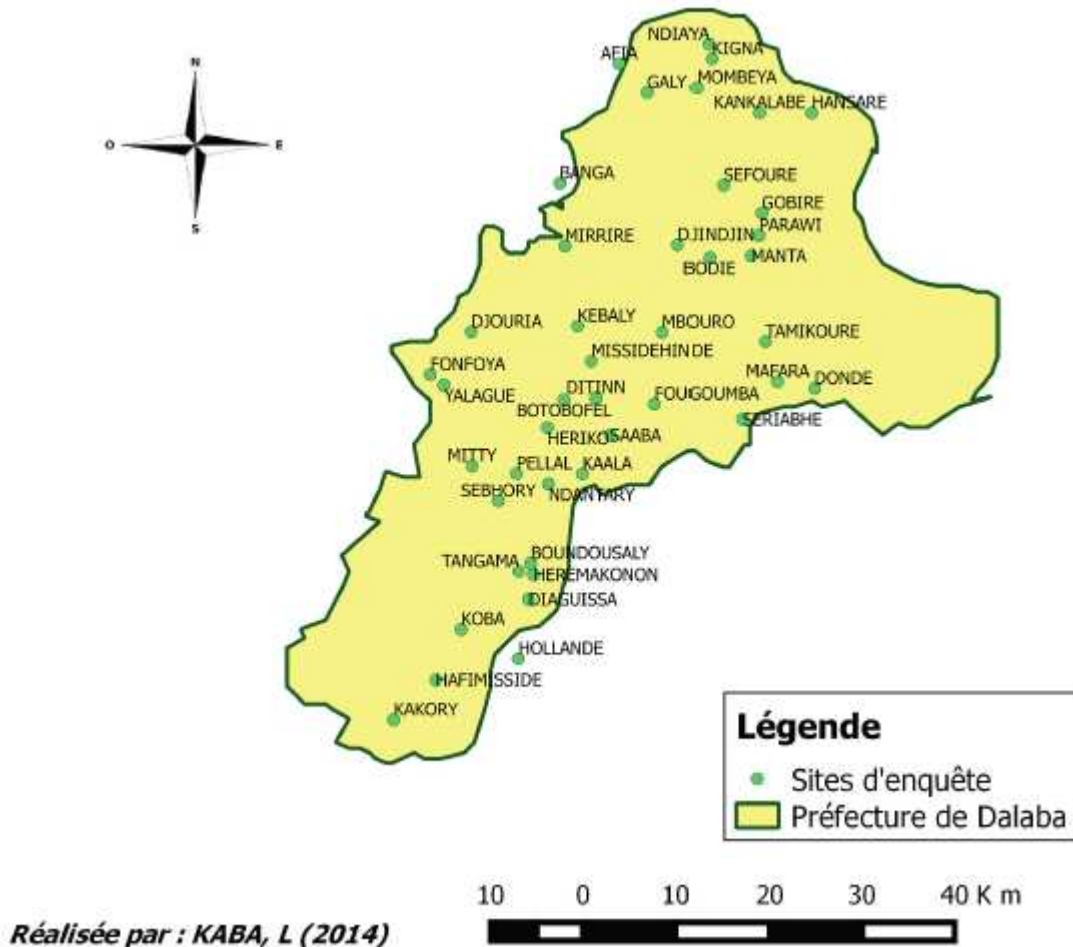 NDIAYA
KIGNA
AFIA
GALY
MOMBEYA
KANKALABE
HANSARE
N
O
E
S
BANGA
SEFOURE
GOBIRE
PARAWI
MIRRIRE
DJINDJIN
BODIE
MANTA
DJOURIA
KEBALY
MBOURO
TAMIKOURE
MISSIDEHINDE
FONFOYA
YALAGUE
MAFARA
DONDE
DITINN
FOUGOUMBA
BOTOBOFEL
SERIABHE
HERIKO
SAABA
MITTY
PELLAL
KAALA
SEBHORY
NDANTARY
BOUNDOUSALY
TANGAMA
HEREMAKONON
DIAGUISSA
KOBA
HOLLANDE
HAFIMISSIDE
KAKORY
Légende
Sites d'enquête
Préfecture de Dalaba
10 0 10 20 30 40 K m
Réalisée par : KABA, L (2014)